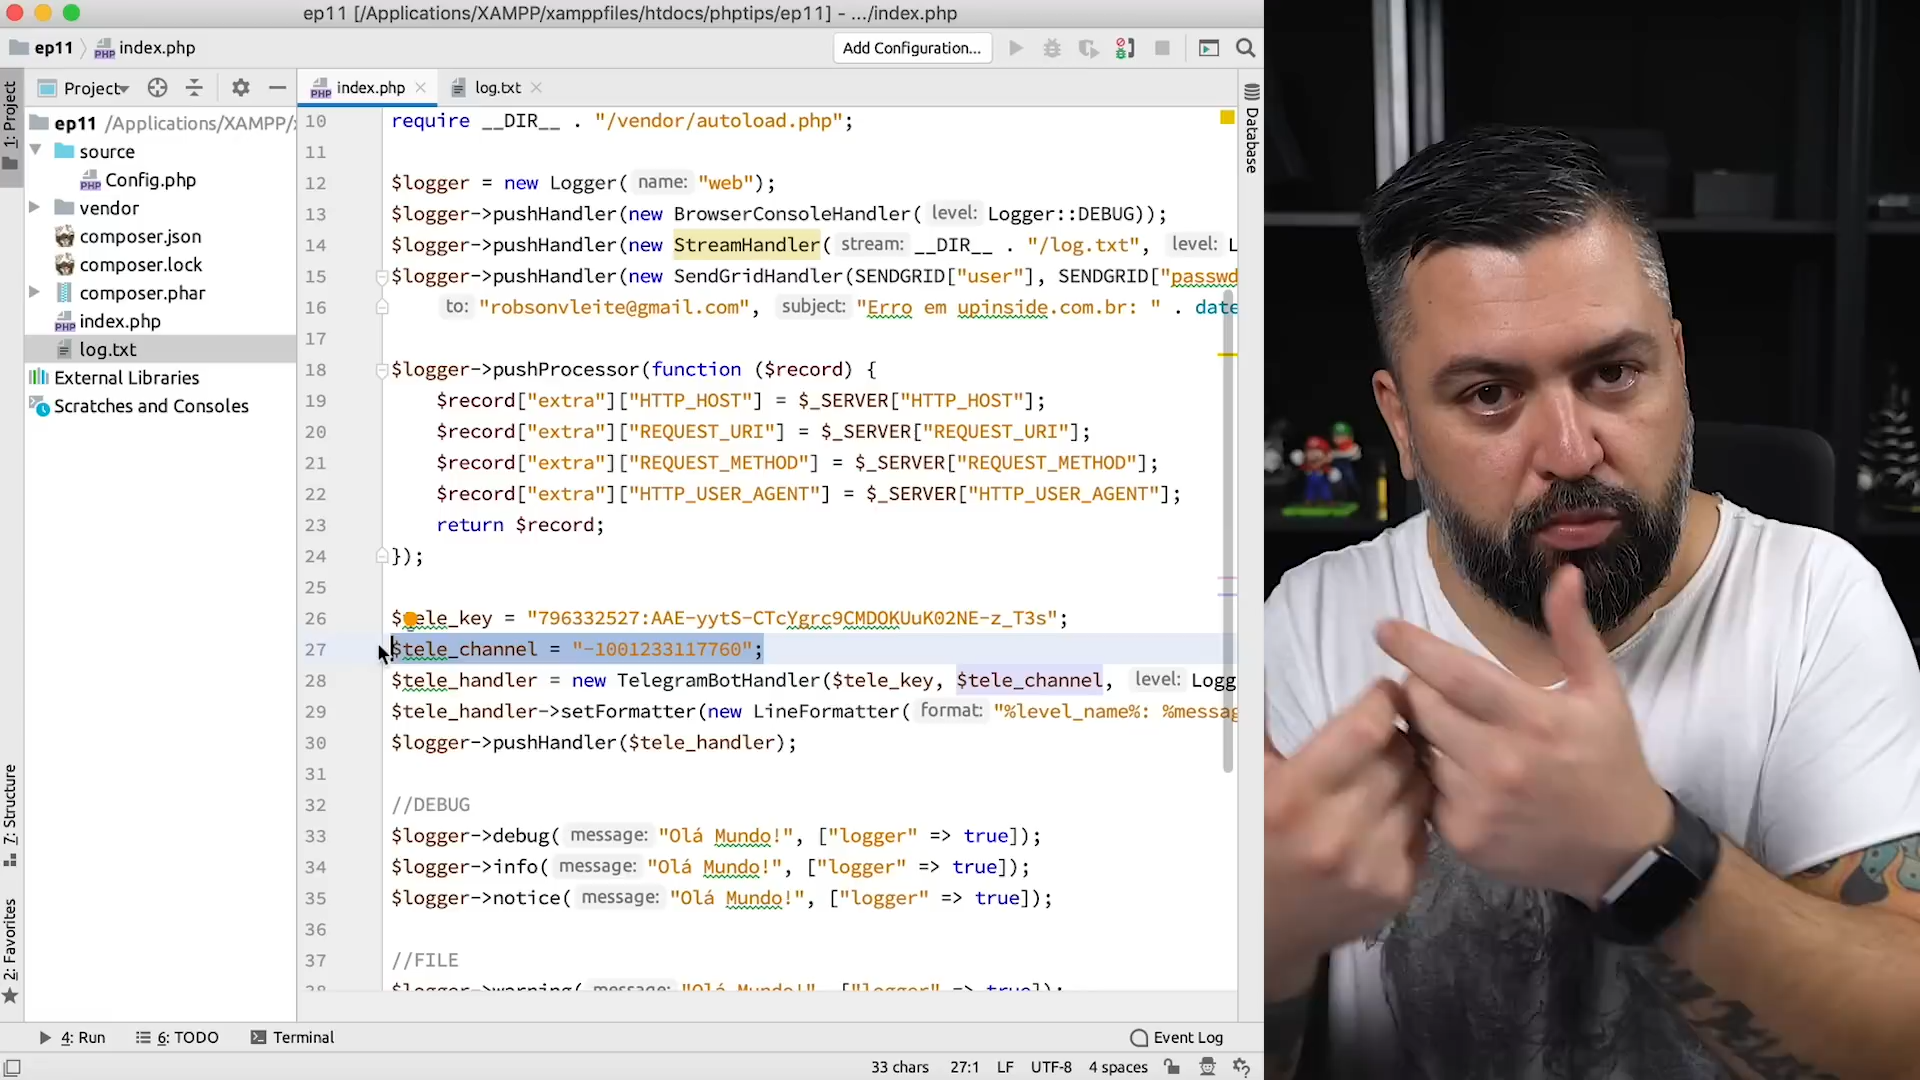 ep11 [/Applications/XAMPP/xamppfiles/htdocs/phptips/ep11] - .../index.php
ep11 index.php
Add Configuration...
1: Project
Project
index.php
log.txt
Database
ep11 /Applications/XAMPP/
source
Config.php
vendor
composer.json
composer.lock
composer.phar
index.php
log.txt
External Libraries
Scratches and Consoles
10 require __DIR__ . "/vendor/autoload.php";
11
12 $logger = new Logger( name: "web");
13 $logger->pushHandler(new BrowserConsoleHandler( level: Logger::DEBUG));
14 $logger->pushHandler(new StreamHandler( stream: __DIR__ . "/log.txt", level: L
15 $logger->pushHandler(new SendGridHandler(SENDGRID["user"], SENDGRID["passwd
16 to: "robsonvleite@gmail.com", subject: "Erro em upinside.com.br: " . date
17
18 $logger->pushProcessor(function ($record) {
19 $record["extra"]["HTTP_HOST"] = $_SERVER["HTTP_HOST"];
20 $record["extra"]["REQUEST_URI"] = $_SERVER["REQUEST_URI"];
21 $record["extra"]["REQUEST_METHOD"] = $_SERVER["REQUEST_METHOD"];
22 $record["extra"]["HTTP_USER_AGENT"] = $_SERVER["HTTP_USER_AGENT"];
23 return $record;
24 });
25
26 $tele_key = "796332527:AAE-yytS-CTcYgrc9CMDOKUuK02NE-z_T3s";
27 $tele_channel = "-1001233117760";
28 $tele_handler = new TelegramBotHandler($tele_key, $tele_channel, level: Logg
29 $tele_handler->setFormatter(new LineFormatter( format: "%level_name%: %messag
30 $logger->pushHandler($tele_handler);
31
32 //DEBUG
33 $logger->debug( message: "Olá Mundo!", ["logger" => true]);
34 $logger->info( message: "Olá Mundo!", ["logger" => true]);
35 $logger->notice( message: "Olá Mundo!", ["logger" => true]);
36
37 //FILE
38 $logger->warning( message: "Olá Mundo!", ["logger" => true]);
7: Structure
2: Favorites
4: Run
6: TODO
Terminal
Event Log
33 chars 27:1 LF UTF-8 4 spaces